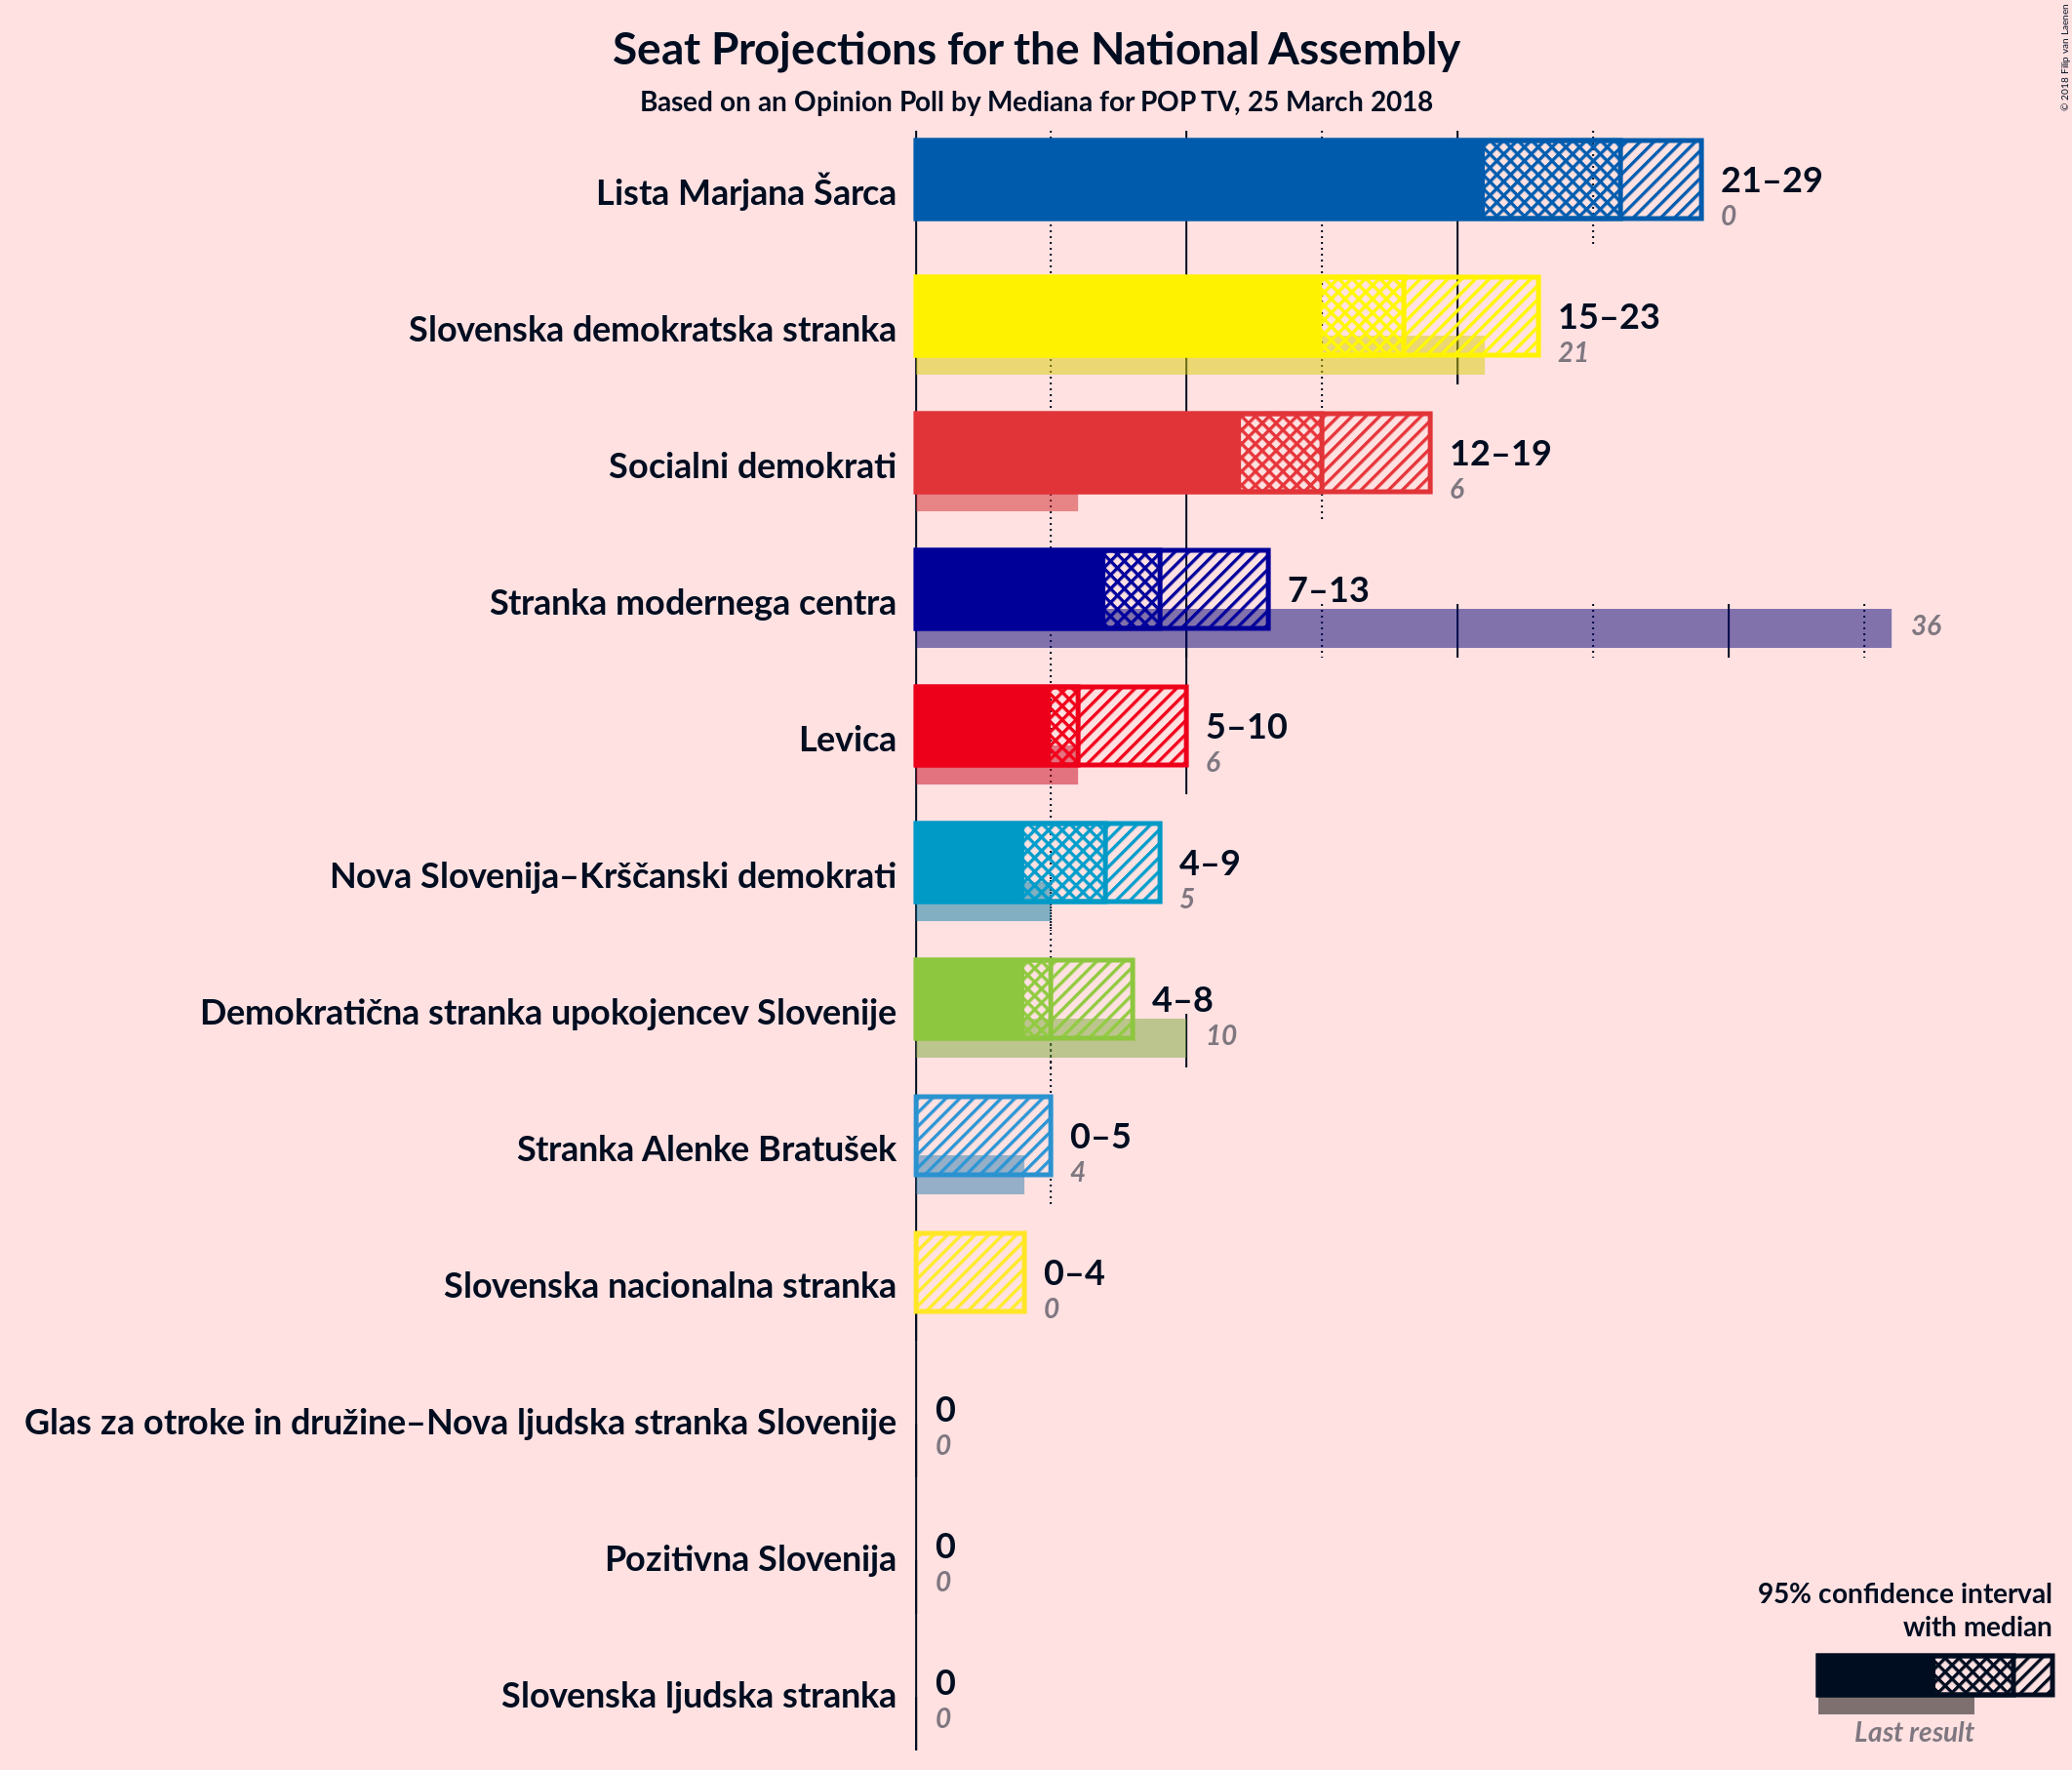 Seat Projections for the National Assembly
Based on an Opinion Poll by Mediana for POP TV, 25 March 2018
© 2018 Filip van Laenen
Lista Marjana Šarca
21–29
0
Slovenska demokratska stranka
15–23
21
Socialni demokrati
12–19
6
Stranka modernega centra
7–13
36
Levica
5–10
6
Nova Slovenija–Krščanski demokrati
4–9
5
Demokratična stranka upokojencev Slovenije
4–8
10
Stranka Alenke Bratušek
0–5
4
Slovenska nacionalna stranka
0–4
0
Glas za otroke in družine–Nova ljudska stranka Slovenije
0
0
Pozitivna Slovenija
0
0
Slovenska ljudska stranka
0
0
95% confidence interval
with median
Last result